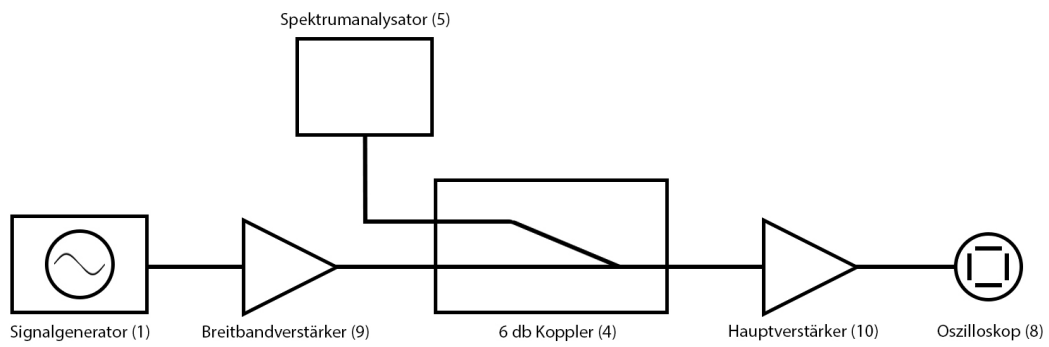 Spektrumanalysator (5)
Signalgenerator (1)
Breitbandverstärker (9)
6 db Koppler (4)
Hauptverstärker (10)
Oszilloskop (8)